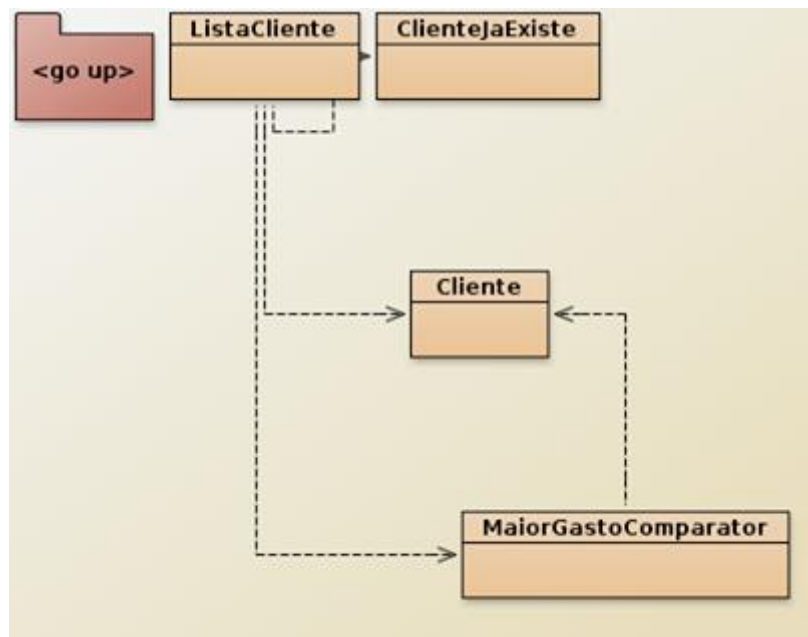 <go up>
ListaCliente
ClienteJaExiste
Cliente
MaiorGastoComparator